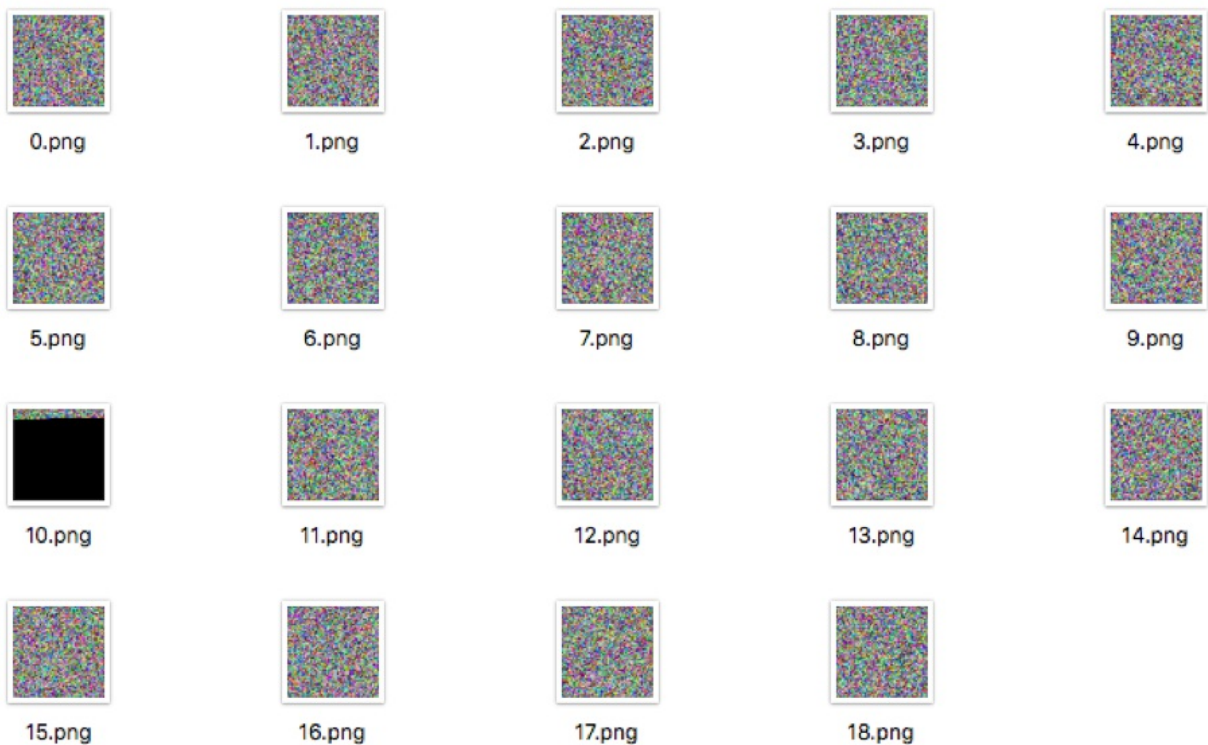 0.png 1.png 2.png 3.png 4.png
5.png 6.png 7.png 8.png 9.png
10.png 11.png 12.png 13.png 14.png
15.png 16.png 17.png 18.png